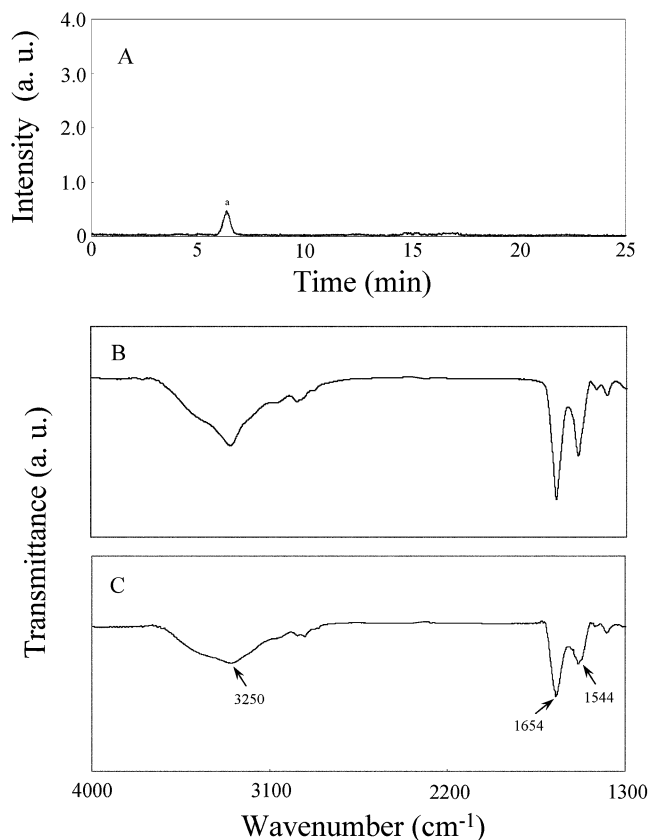 4.0
A
3.0
Intensity (a. u.)
2.0
1.0
a
0
0 5 10 15 20 25
Time (min)
B
Transmittance (a. u.)
C
3250
1544
1654
4000 3100 2200 1300
Wavenumber (cm-1)